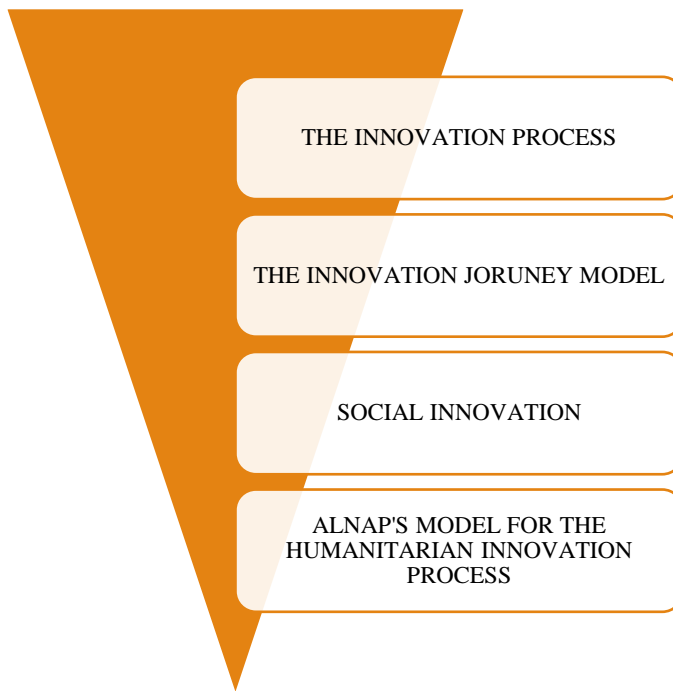 THE INNOVATION PROCESS
THE INNOVATION JORUNEY MODEL
SOCIAL INNOVATION
ALNAP'S MODEL FOR THE
HUMANITARIAN INNOVATION
PROCESS